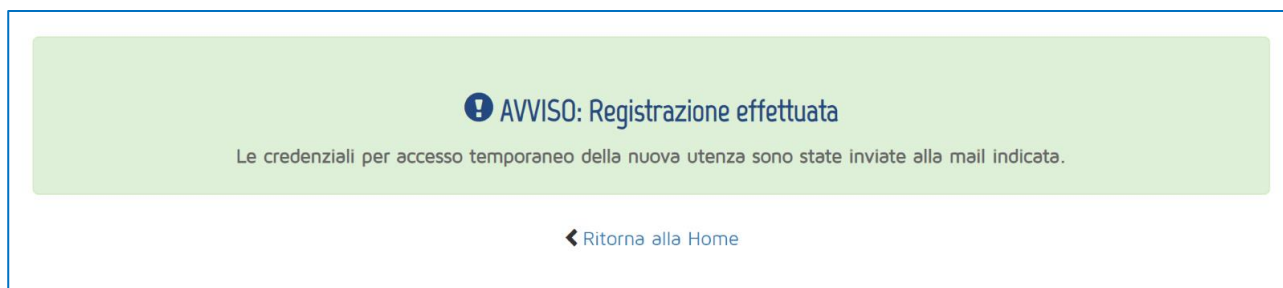 AVVISO: Registrazione effettuata
Le credenziali per accesso temporaneo della nuova utenza sono state inviate alla mail indicata.
Ritorna alla Home